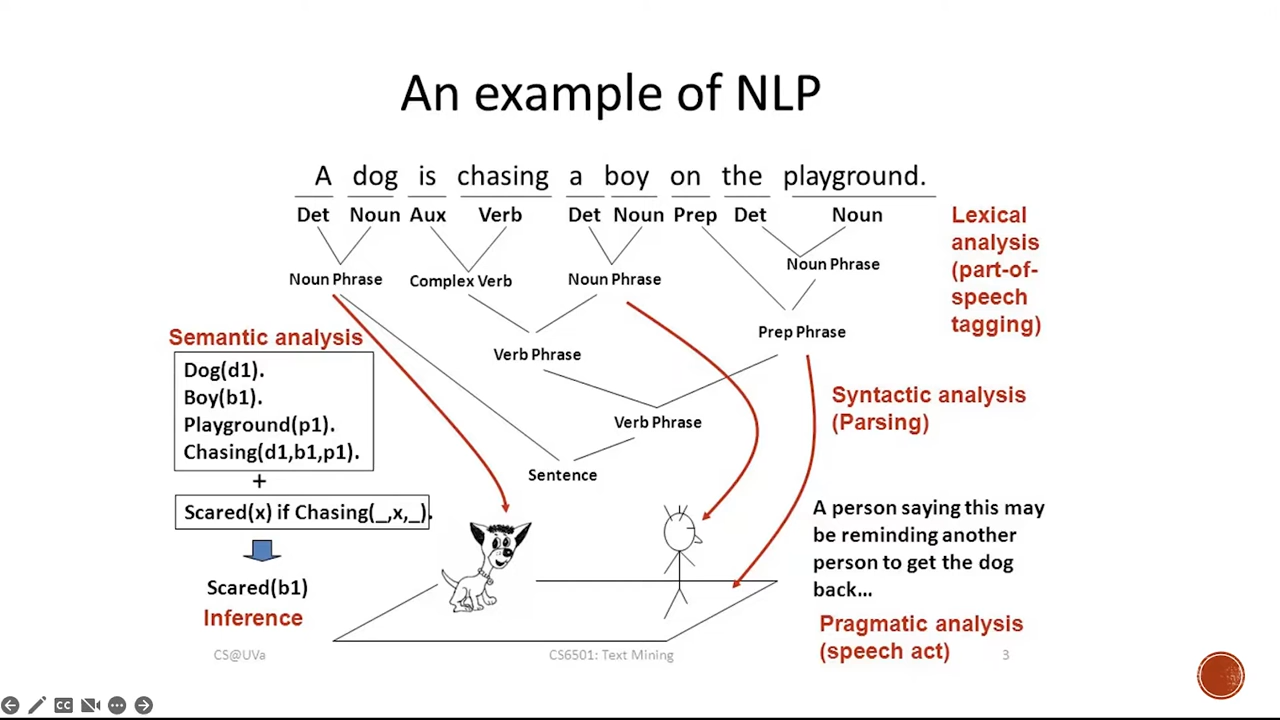 An example of NLP
A dog is chasing a boy on the playground.
Det Noun Aux Verb Det Noun Prep Det Noun
Lexical
analysis
(part-of-
speech
tagging)
Noun Phrase Complex Verb Noun Phrase Noun Phrase
Prep Phrase
Verb Phrase
Verb Phrase
Sentence
Semantic analysis
Dog(d1).
Boy(b1).
Playground(p1).
Chasing(d1,b1,p1).
+
Scared(x) if Chasing(_,x,_).
Scared(b1)
Inference
Syntactic analysis
(Parsing)
A person saying this may
be reminding another
person to get the dog
back...
Pragmatic analysis
(speech act)
CS@UVa
CS6501: Text Mining
3
CC